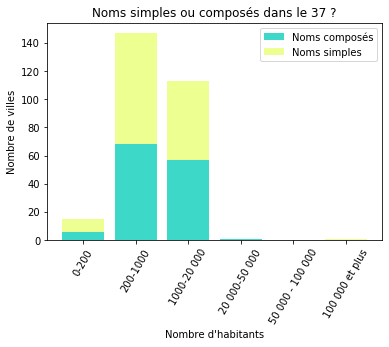 Noms simples ou composés dans le 37 ?
Noms composés
Noms simples
Nombre de villes
140
120
100
80
60
40
20
0
0-200
200-1000
1000-20 000
20 000-50 000
50 000 - 100 000
100 000 et plus
Nombre d'habitants